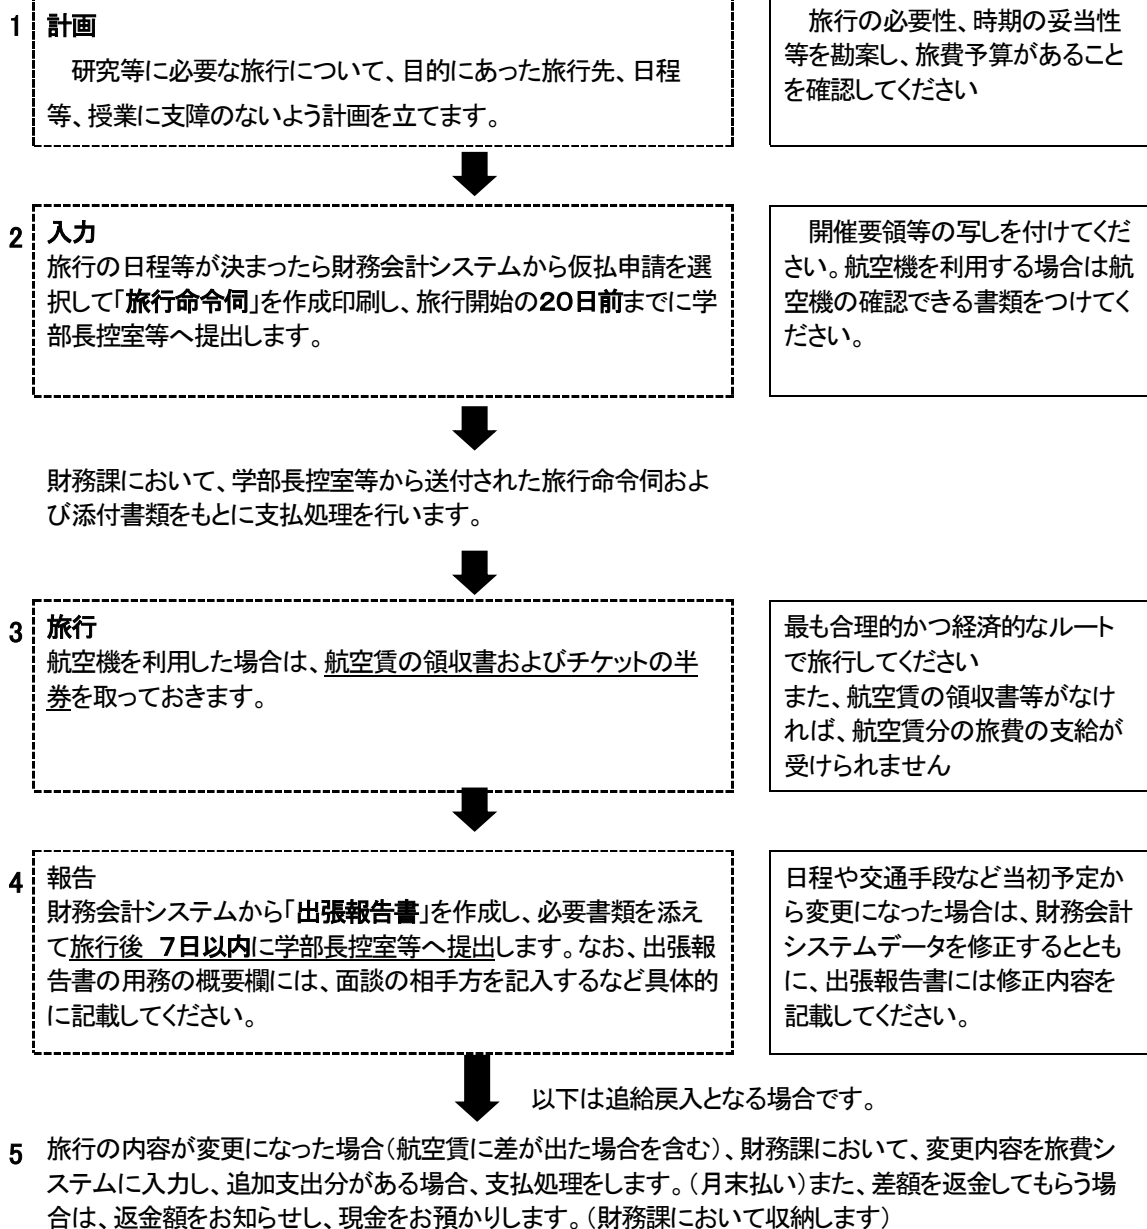 1 計画
研究等に必要な旅行について、目的にあった旅行先、日程
等、授業に支障のないよう計画を立てます。
旅行の必要性、時期の妥当性
等を勘案し、旅費予算があること
を確認してください
2 入力
旅行の日程等が決まったら財務会計システムから仮払申請を選
択して「旅行命令伺」を作成印刷し、旅行開始の20日前までに学
部長控室等へ提出します。
開催要領等の写しを付けてくだ
さい。航空機を利用する場合は航
空機の確認できる書類をつけてく
ださい。
財務課において、学部長控室等から送付された旅行命令伺およ
び添付書類をもとに支払処理を行います。
3 旅行
航空機を利用した場合は、航空賃の領収書およびチケットの半
券を取っておきます。
最も合理的かつ経済的なルート
で旅行してください
また、航空賃の領収書等がなけ
れば、航空賃分の旅費の支給が
受けられません
4 報告
財務会計システムから「出張報告書」を作成し、必要書類を添え
て旅行後　7日以内に学部長控室等へ提出します。なお、出張報
告書の用務の概要欄には、面談の相手方を記入するなど具体的
に記載してください。
日程や交通手段など当初予定か
ら変更になった場合は、財務会計
システムデータを修正するととも
に、出張報告書には修正内容を
記載してください。
以下は追給戻入となる場合です。
5 旅行の内容が変更になった場合(航空賃に差が出た場合を含む)、財務課において、変更内容を旅費シ
ステムに入力し、追加支出分がある場合、支払処理をします。(月末払い)また、差額を返金してもらう場
合は、返金額をお知らせし、現金をお預かりします。(財務課において収納します)